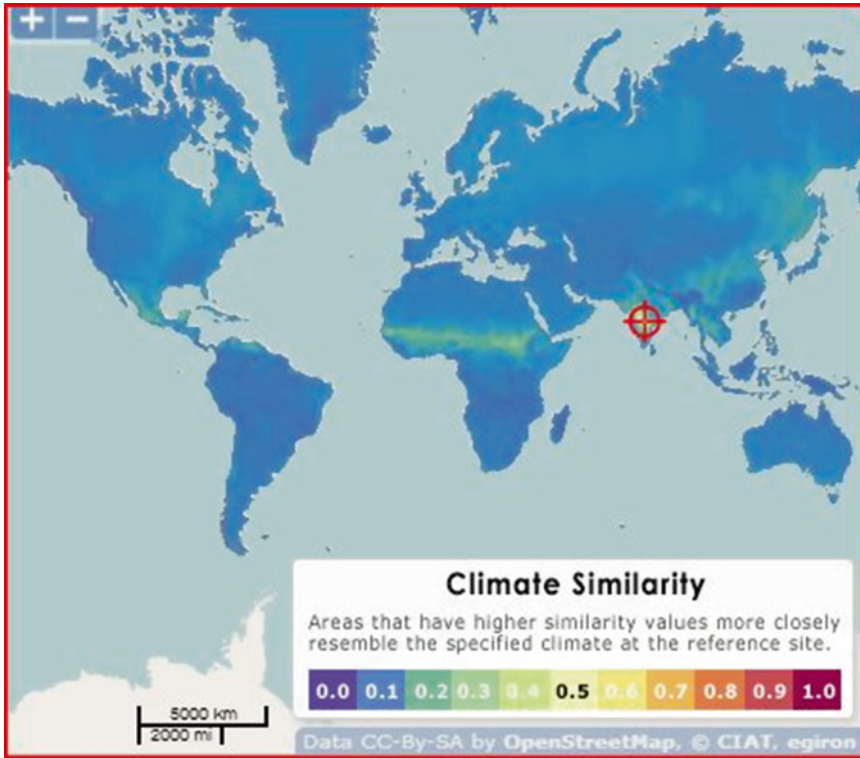 + −
Climate Similarity
Areas that have higher similarity values more closely
resemble the specified climate at the reference site.
0.0 0.1 0.2 0.3 0.4 0.5 0.6 0.7 0.8 0.9 1.0
5000 km
2000 mi
Data CC-By-SA by OpenStreetMap, © CIAT, egiron